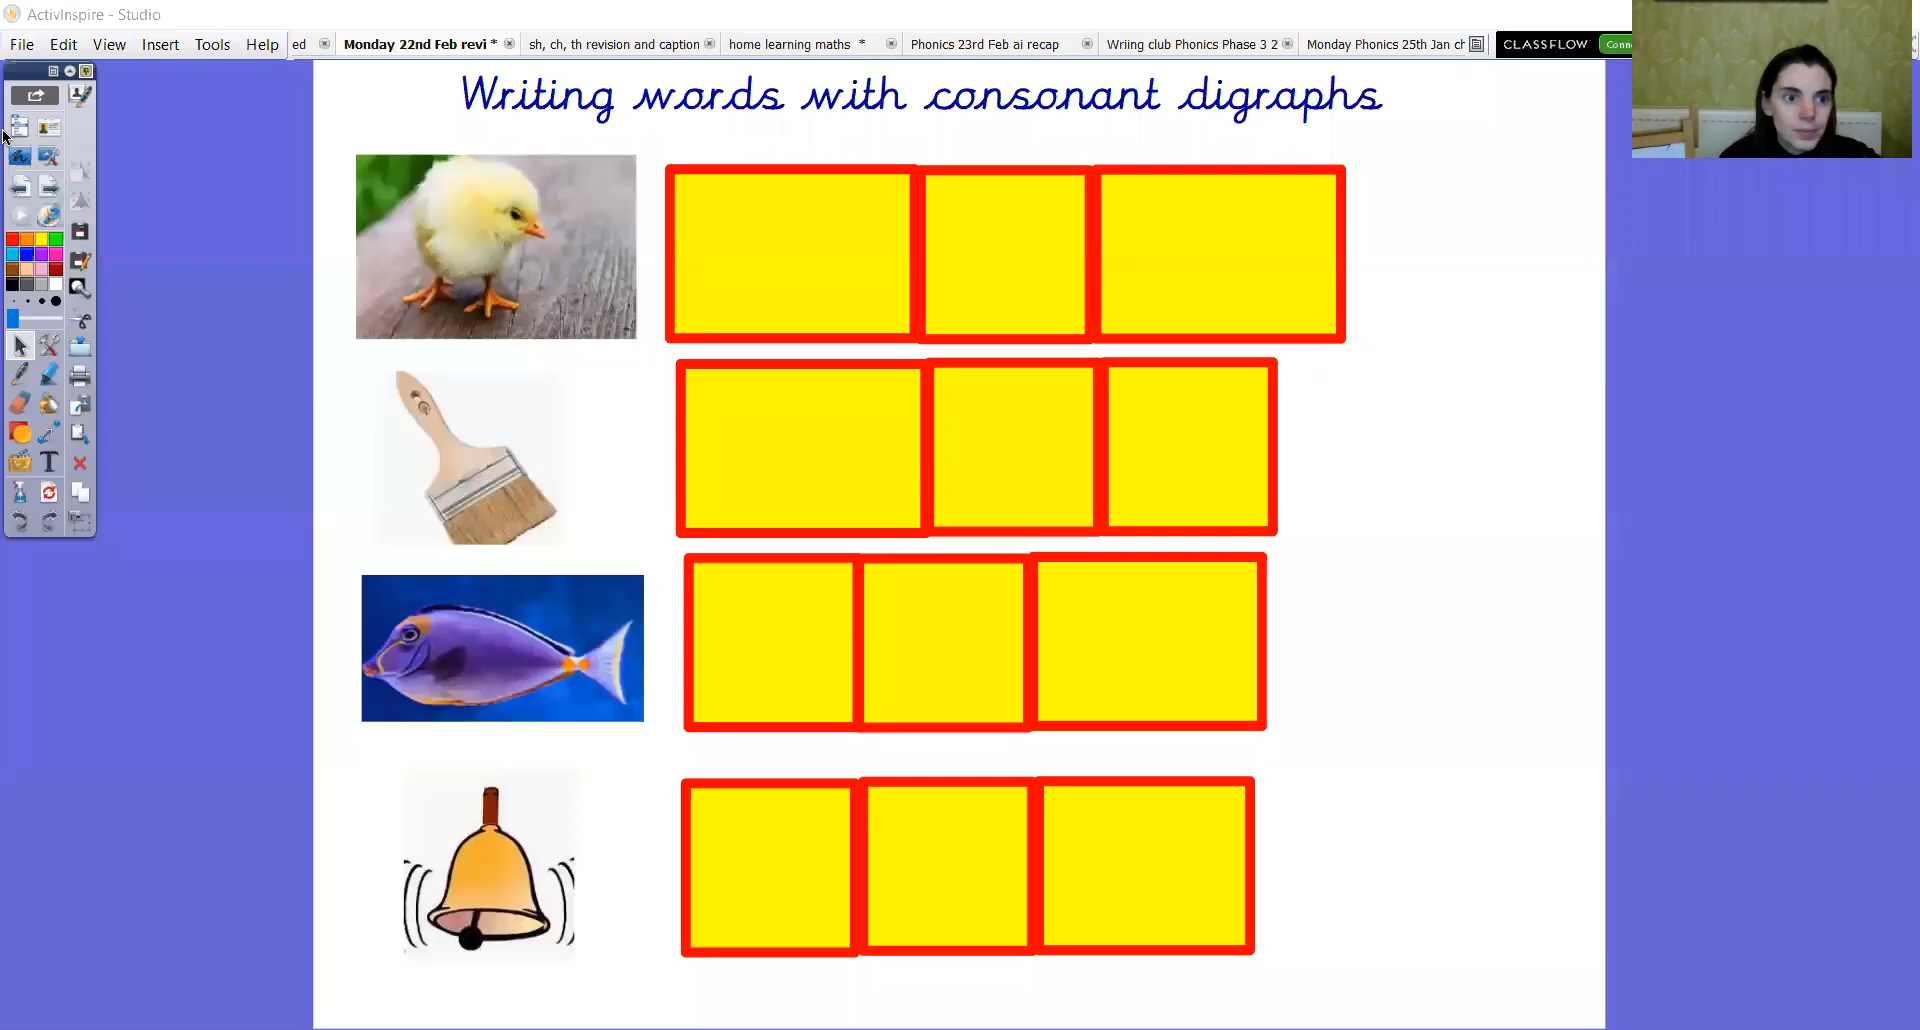 ActivInspire - Studio
File Edit View Insert Tools Help
ed Monday 22nd Feb revi * sh, ch, th revision and caption home learning maths * Phonics 23rd Feb ai recap Wriing club Phonics Phase 3 2 Monday Phonics 25th Jan ch CLASSFLOW Conn
Writing words with consonant digraphs